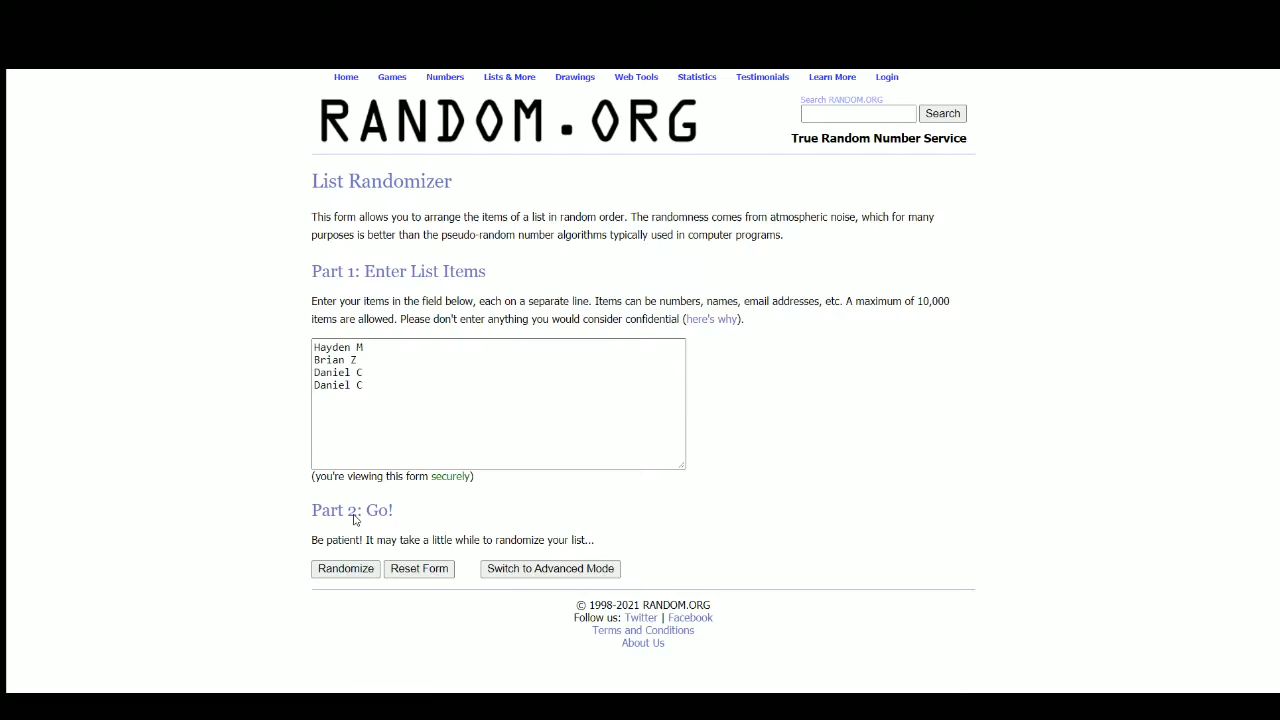 Home Games Numbers Lists & More Drawings Web Tools Statistics Testimonials Learn More Login
RANDOM.ORG
Search RANDOM.ORG
Search
True Random Number Service
List Randomizer
This form allows you to arrange the items of a list in random order. The randomness comes from atmospheric noise, which for many
purposes is better than the pseudo-random number algorithms typically used in computer programs.
Part 1: Enter List Items
Enter your items in the field below, each on a separate line. Items can be numbers, names, email addresses, etc. A maximum of 10,000
items are allowed. Please don't enter anything you would consider confidential (here's why).
Hayden M
Brian Z
Daniel C
Daniel C
(you're viewing this form securely)
Part 2: Go!
Be patient! It may take a little while to randomize your list...
Randomize Reset Form Switch to Advanced Mode
© 1998-2021 RANDOM.ORG
Follow us: Twitter | Facebook
Terms and Conditions
About Us